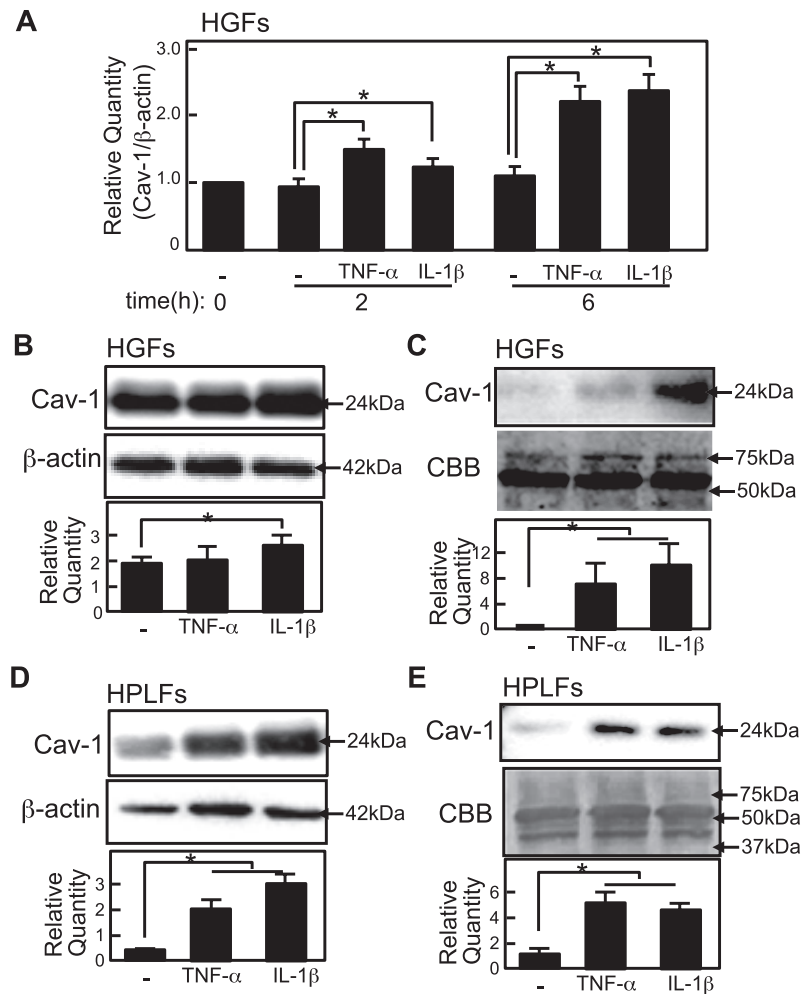 A
HGFs
Relative Quantity
(Cav-1/β-actin)
3.0
2.0
1.0
0
*
*
*
*
- - TNF-α IL-1β - TNF-α IL-1β
time(h): 0 2 6
B
HGFs
Cav-1
24kDa
β-actin
42kDa
Relative
Quantity
3
2
1
0
*
- TNF-α IL-1β
C
HGFs
Cav-1
24kDa
CBB
75kDa
50kDa
Relative
Quantity
12
8
4
0
*
- TNF-α IL-1β
D
HPLFs
Cav-1
24kDa
β-actin
42kDa
Relative
Quantity
3
2
1
0
*
- TNF-α IL-1β
E
HPLFs
Cav-1
24kDa
CBB
75kDa
50kDa
37kDa
Relative
Quantity
6
4
2
0
*
- TNF-α IL-1β